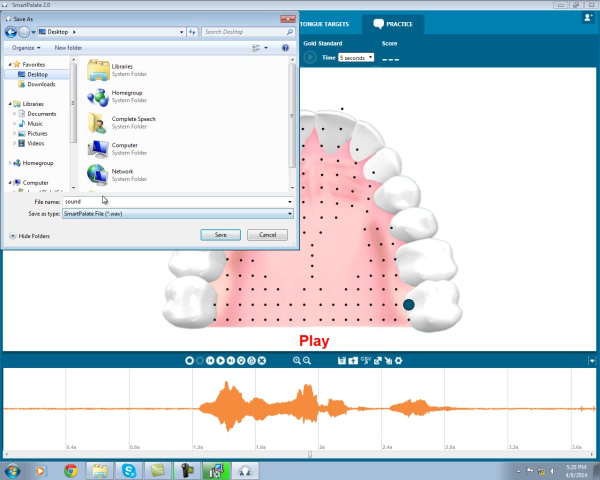 SmartPalate 2.0
Save As
Desktop
Search Desktop
Organize
New folder
Favorites
Desktop
Downloads
Libraries
Documents
Music
Pictures
Videos
Homegroup
Computer
Libraries
System Folder
Homegroup
System Folder
Complete Speech
System Folder
Computer
System Folder
Network
System Folder
File name: sound
Save as type: SmartPalate File (*.wav)
Hide Folders
Save
Cancel
TONGUE TARGETS
PRACTICE
Gold Standard
Score
Time
5 seconds
Play
CSV
0.4s
0.8s
1.2s
1.6s
2s
2.4s
2.8s
3.2s
3.6s
5:20 PM
4/8/2014